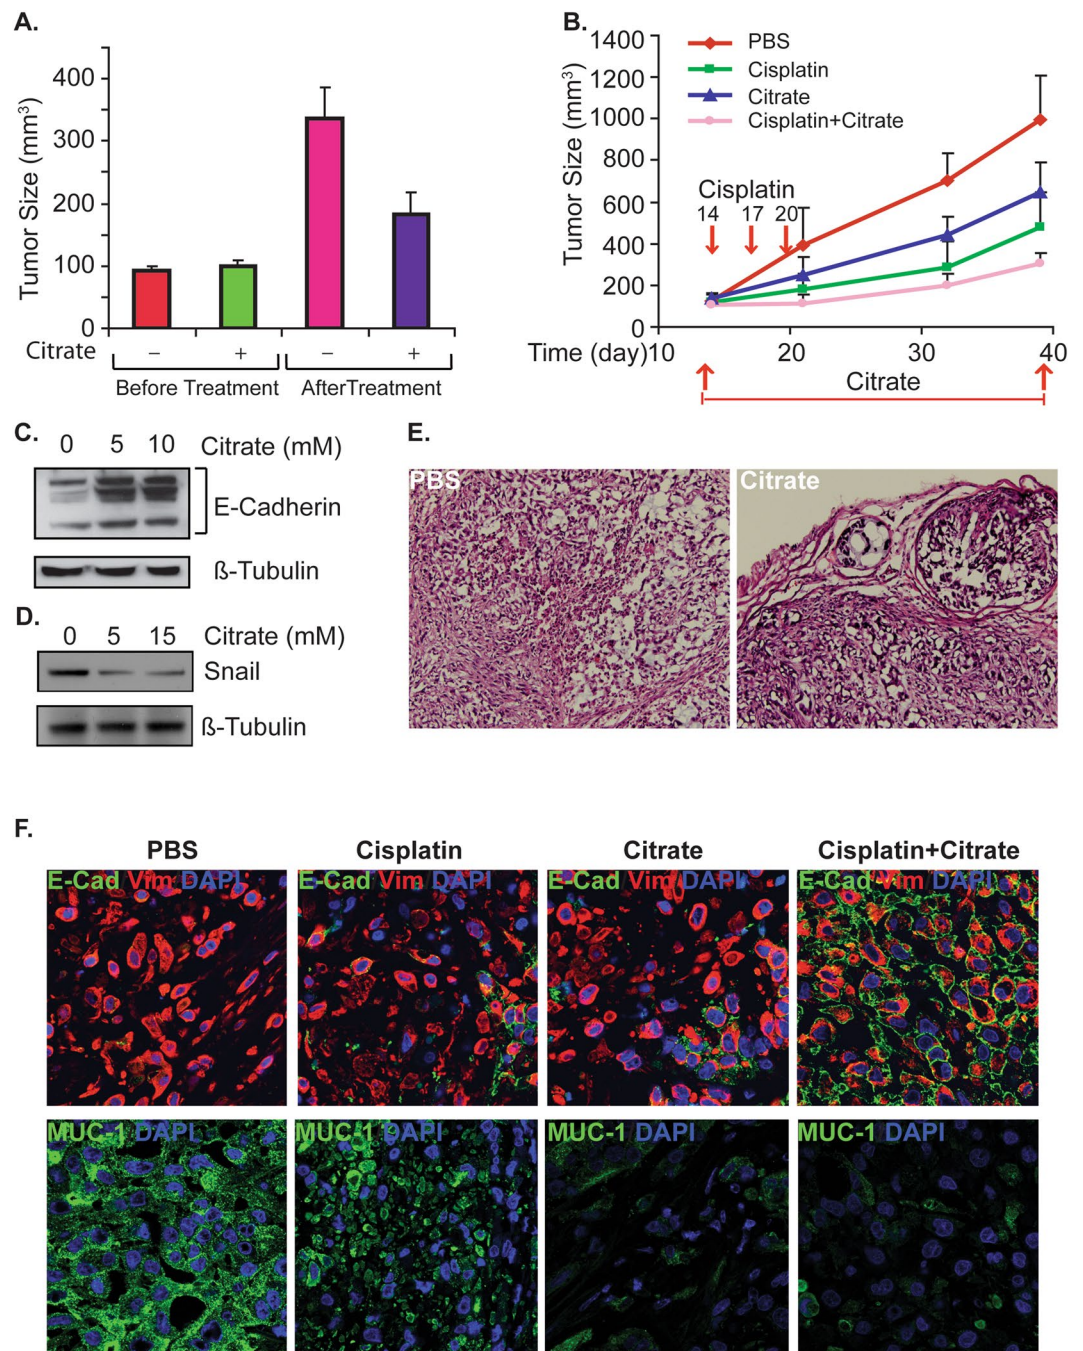 A.
Tumor Size (mm³)
400
300
200
100
0
Citrate – + – +
Before Treatment AfterTreatment
B.
Tumor Size (mm³)
1400
1200
1000
800
600
400
200
0
PBS
Cisplatin
Citrate
Cisplatin+Citrate
Cisplatin
14 17 20
Time (day) 10 20 30 40
Citrate
C.
0 5 10 Citrate (mM)
E-Cadherin
ß-Tubulin
D.
0 5 15 Citrate (mM)
Snail
ß-Tubulin
E.
PBS Citrate
F.
PBS Cisplatin Citrate Cisplatin+Citrate
E-Cad Vim DAPI E-Cad Vim DAPI E-Cad Vim DAPI E-Cad Vim DAPI
MUC-1 DAPI MUC-1 DAPI MUC-1 DAPI MUC-1 DAPI